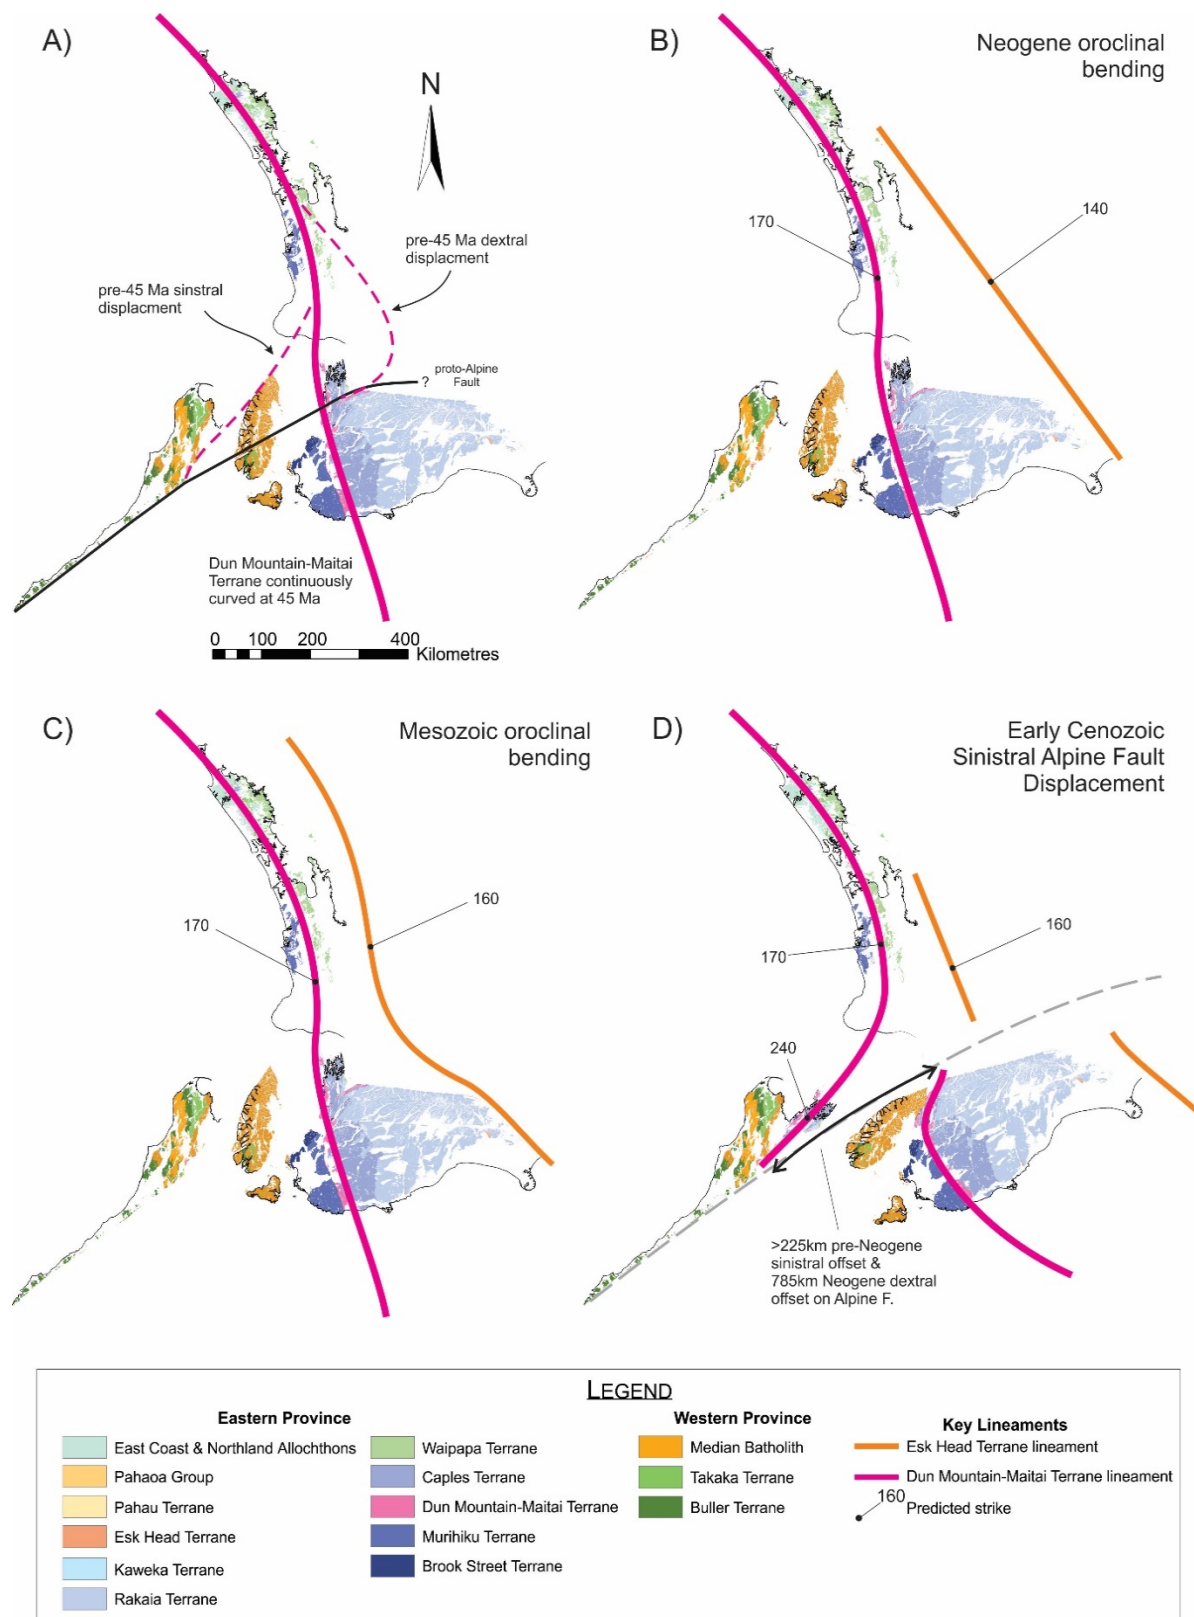 A)
N
pre-45 Ma dextral
displacment
pre-45 Ma sinstral
displacment
?
proto-Alpine
Fault
Dun Mountain-Maitai
Terrane continuously
curved at 45 Ma
0 100 200 400
Kilometres
B)
Neogene oroclinal
bending
170
140
C)
Mesozoic oroclinal
bending
170
160
D)
Early Cenozoic
Sinistral Alpine Fault
Displacement
170
160
240
>225km pre-Neogene
sinistral offset &
785km Neogene dextral
offset on Alpine F.
LEGEND
Eastern Province
East Coast & Northland Allochthons
Pahaoa Group
Pahau Terrane
Esk Head Terrane
Kaweka Terrane
Rakaia Terrane
Waipapa Terrane
Caples Terrane
Dun Mountain-Maitai Terrane
Murihiku Terrane
Brook Street Terrane
Western Province
Median Batholith
Takaka Terrane
Buller Terrane
Key Lineaments
Esk Head Terrane lineament
Dun Mountain-Maitai Terrane lineament
160
Predicted strike